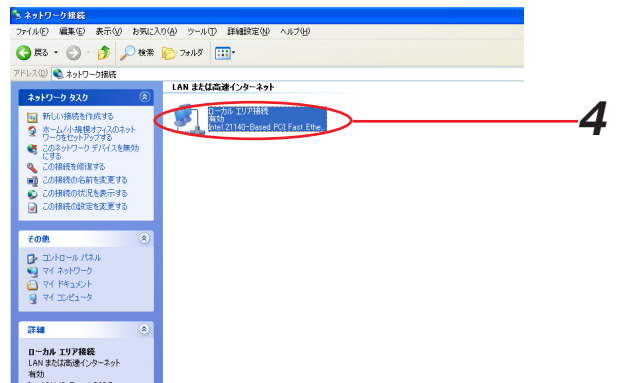 ネットワーク接続
ファイル(F) 編集(E) 表示(V) お気に入り(A) ツール(T) 詳細設定(N) ヘルプ(H)
戻る 検索 フォルダ
アドレス(D) ネットワーク接続
LAN または高速インターネット
ローカル エリア接続
有効
Intel 21140-Based PCI Fast Ethe...
4
ネットワーク タスク
新しい接続を作成する
ホーム/小規模オフィスのネット
ワークをセットアップする
このネットワーク デバイスを無効
にする
この接続を修復する
この接続の名前を変更する
この接続の状況を表示する
この接続の設定を変更する
その他
コントロール パネル
マイ ネットワーク
マイ ドキュメント
マイ コンピュータ
詳細
ローカル エリア接続
LAN または高速インターネット
有効